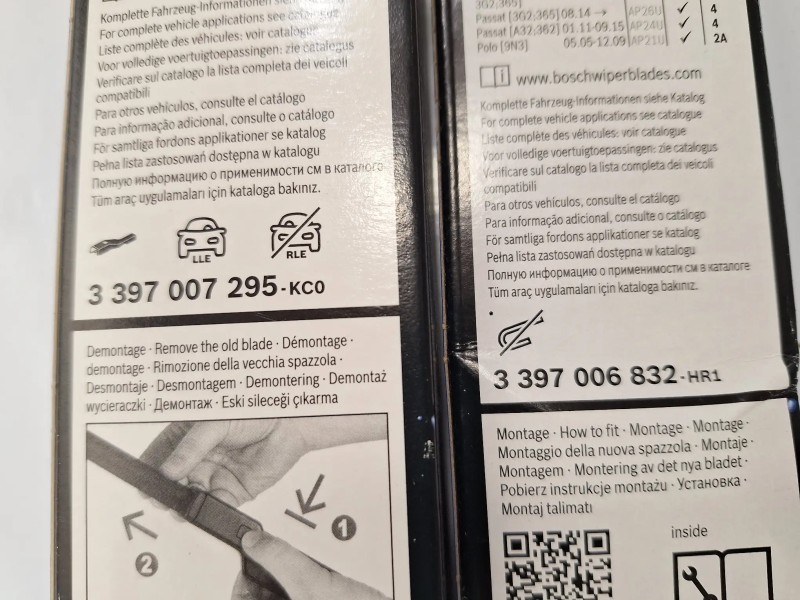 Komplette Fahrzeug-Informationen siehe Katalog
For complete vehicle applications see catalogue
Liste complète des véhicules: voir catalogue
Voor volledige voertuigtoepassingen: zie catalogus
Verificare sul catalogo la lista completa dei veicoli
compatibili
Para otros vehículos, consulte el catálogo
Para informação adicional, consulte o catálogo
För samtliga fordons applikationer se katalog
Pełna lista zastosowań dostępna w katalogu
Полную информацию о применимости см в каталоге
Tüm araç uygulamaları için kataloga bakınız.
LLE
RLE
3 397 007 295-KC0
Demontage · Remove the old blade · Démontage ·
demontage · Rimozione della vecchia spazzola ·
Desmontaje · Desmontagem · Demontering · Demontaż
wycieraczki · Демонтаж · Eski sileceği çıkarma
1
2
3G2;365]
Passat [3G2;365] 08.14 → AP26U ✓ 4
Passat [A32,362] 01.11-09.15 AP24U ✓ 4
Polo [9N3] 05.05-12.09 AP21U ✓ 2A
i www.boschwiperblades.com
Komplette Fahrzeug-Informationen siehe Katalog
For complete vehicle applications see catalogue
Liste complète des véhicules: voir catalogue
Voor volledige voertuigtoepassingen: zie catalogus
Verificare sul catalogo la lista completa dei veicoli
compatibili
Para otros vehículos, consulte el catálogo
Para informação adicional, consulte o catálogo
För samtliga fordons applikationer se katalog
Pełna lista zastosowań dostępna w katalogu
Полную информацию о применимости см в каталоге
Tüm araç uygulamaları için kataloga bakınız.
3 397 006 832-HR1
Montage · How to fit · Montage · Montage ·
Montaggio della nuova spazzola · Montaje ·
Montagem · Montering av det nya bladet ·
Pobierz instrukcje montażu · Установка ·
Montaj talimatı
inside